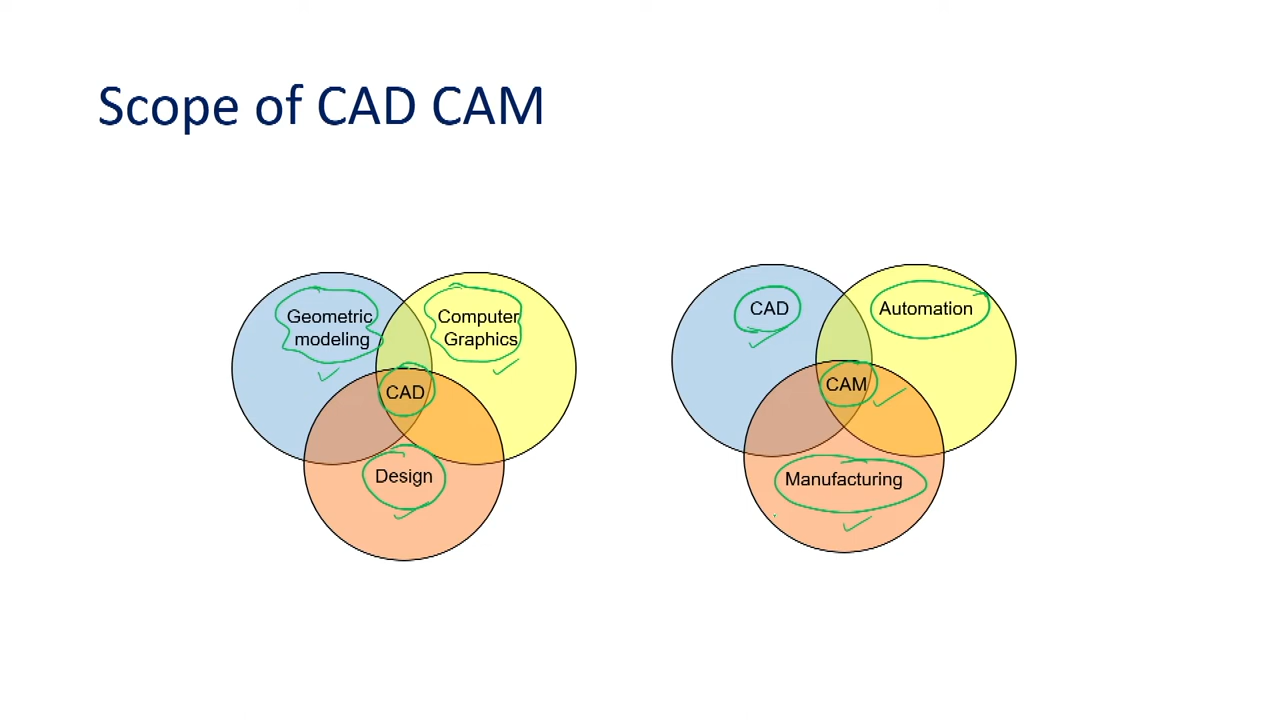 Scope of CAD CAM
Geometric
modeling
Computer
Graphics
CAD
Design
CAD
Automation
CAM
Manufacturing